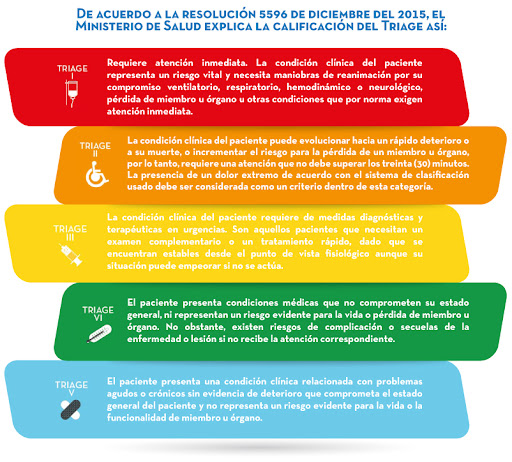 DE ACUERDO A LA RESOLUCIÓN 5596 DE DICIEMBRE DEL 2015, EL
MINISTERIO DE SALUD EXPLICA LA CALIFICACIÓN DEL TRIAGE ASÍ:
TRIAGE
I
Requiere atención inmediata. La condición clínica del paciente
representa un riesgo vital y necesita maniobras de reanimación por su
compromiso ventilatorio, respiratorio, hemodinámico o neurológico,
pérdida de miembro u órgano u otras condiciones que por norma exigen
atención inmediata.
TRIAGE
II
La condición clínica del paciente puede evolucionar hacia un rápido deterioro o
a su muerte, o incrementar el riesgo para la pérdida de un miembro u órgano,
por lo tanto, requiere una atención que no debe superar los treinta (30) minutos.
La presencia de un dolor extremo de acuerdo con el sistema de clasificación
usado debe ser considerada como un criterio dentro de esta categoría.
TRIAGE
III
La condición clínica del paciente requiere de medidas diagnósticas y
terapéuticas en urgencias. Son aquellos pacientes que necesitan un
examen complementario o un tratamiento rápido, dado que se
encuentran estables desde el punto de vista fisiológico aunque su
situación puede empeorar si no se actúa.
TRIAGE
VI
El paciente presenta condiciones médicas que no comprometen su estado
general, ni representan un riesgo evidente para la vida o pérdida de miembro u
órgano. No obstante, existen riesgos de complicación o secuelas de la
enfermedad o lesión si no recibe la atención correspondiente.
TRIAGE
V
El paciente presenta una condición clínica relacionada con problemas
agudos o crónicos sin evidencia de deterioro que comprometa el estado
general del paciente y no representa un riesgo evidente para la vida o la
funcionalidad de miembro u órgano.